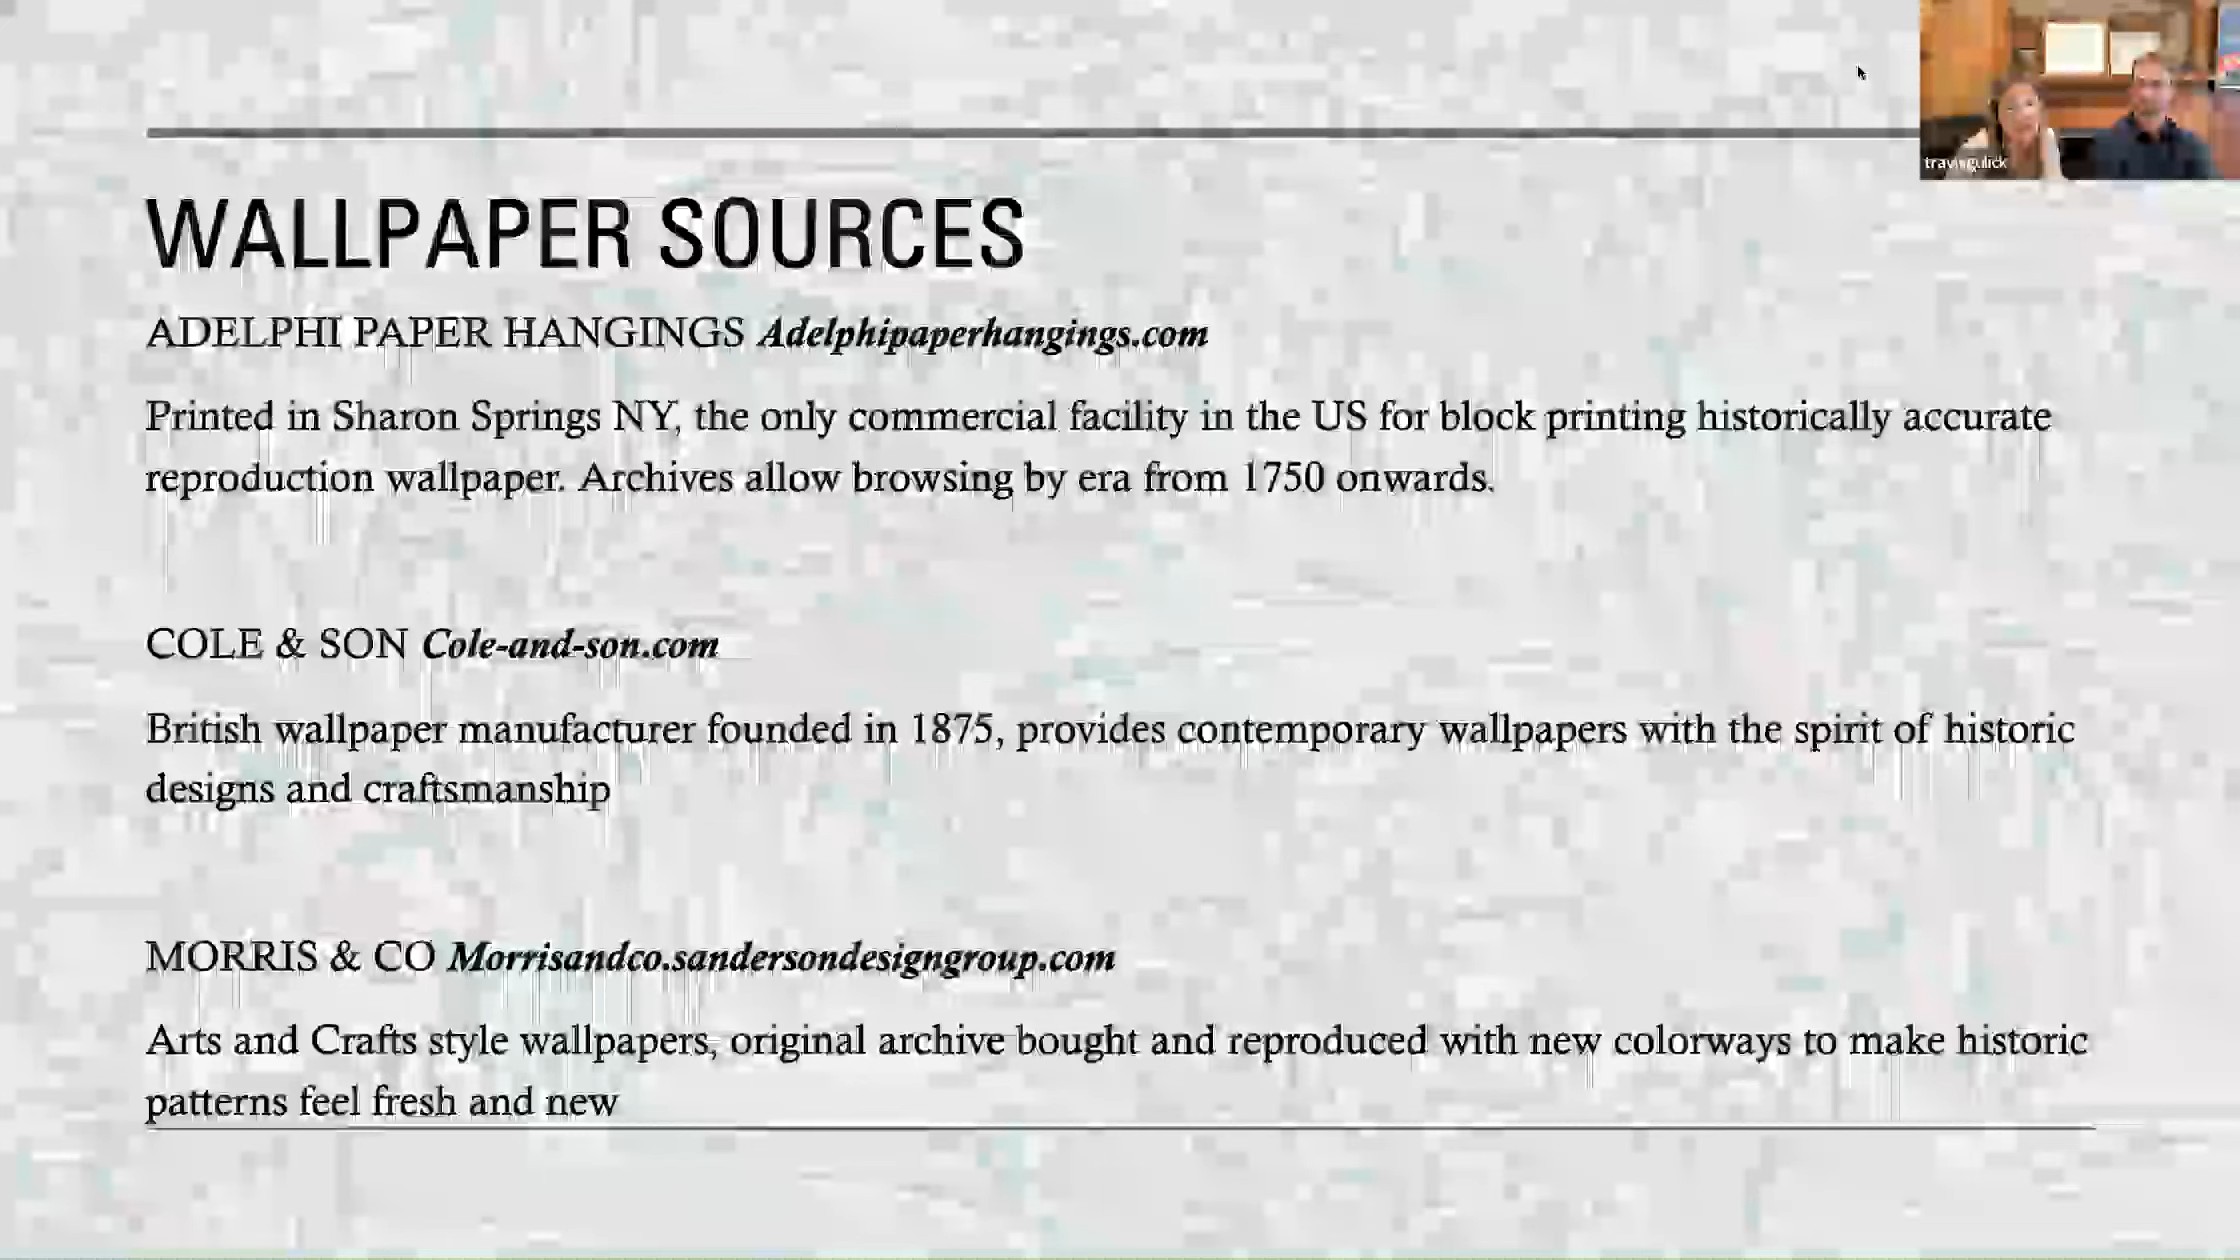 travisgulick
WALLPAPER SOURCES
ADELPHI PAPER HANGINGS Adelphipaperhangings.com
Printed in Sharon Springs NY, the only commercial facility in the US for block printing historically accurate
reproduction wallpaper. Archives allow browsing by era from 1750 onwards.
COLE & SON Cole-and-son.com
British wallpaper manufacturer founded in 1875, provides contemporary wallpapers with the spirit of historic
designs and craftsmanship
MORRIS & CO Morrisandco.sandersondesigngroup.com
Arts and Crafts style wallpapers, original archive bought and reproduced with new colorways to make historic
patterns feel fresh and new